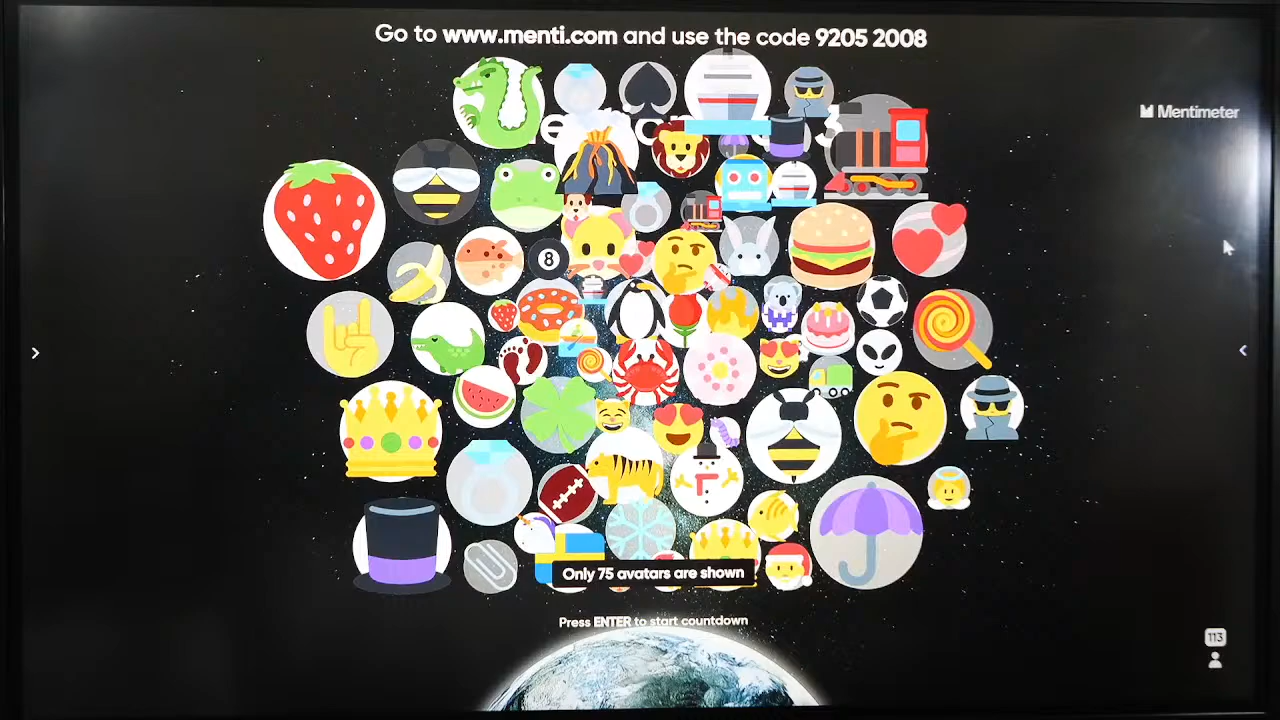 Go to www.menti.com and use the code 9205 2008
Mentimeter
8
Only 75 avatars are shown
Press ENTER to start countdown
113